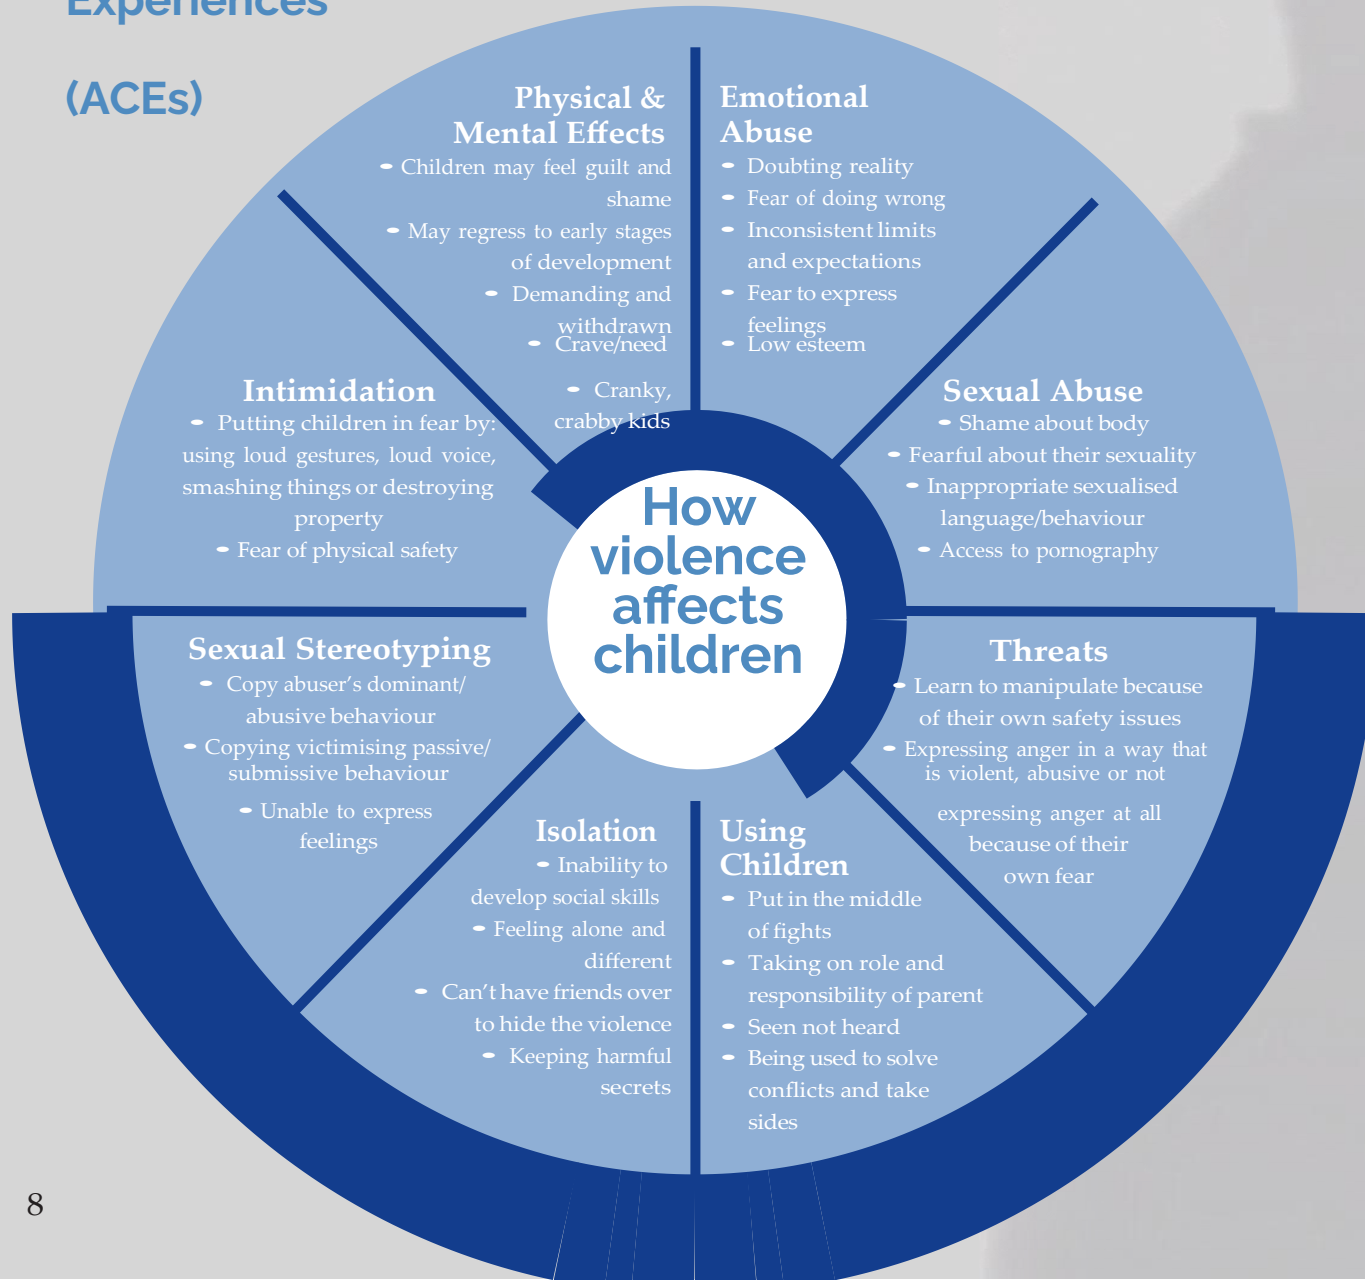 Experiences
(ACEs)
Physical &
Mental Effects
• Children may feel guilt and
shame
• May regress to early stages
of development
• Demanding and
withdrawn
• Crave/need
• Cranky,
crabby kids
Emotional
Abuse
• Doubting reality
• Fear of doing wrong
• Inconsistent limits
and expectations
• Fear to express
feelings
• Low esteem
Intimidation
• Putting children in fear by:
using loud gestures, loud voice,
smashing things or destroying
property
• Fear of physical safety
Sexual Abuse
• Shame about body
• Fearful about their sexuality
• Inappropriate sexualised
language/behaviour
• Access to pornography
How
violence
affects
children
Sexual Stereotyping
• Copy abuser’s dominant/
abusive behaviour
• Copying victimising passive/
submissive behaviour
• Unable to express
feelings
Threats
• Learn to manipulate because
of their own safety issues
• Expressing anger in a way that
is violent, abusive or not
expressing anger at all
because of their
own fear
Isolation
• Inability to
develop social skills
• Feeling alone and
different
• Can’t have friends over
to hide the violence
• Keeping harmful
secrets
Using
Children
• Put in the middle
of fights
• Taking on role and
responsibility of parent
• Seen not heard
• Being used to solve
conflicts and take
sides
8